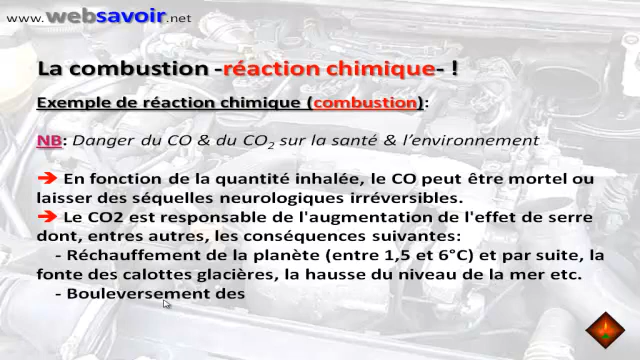 www.websavoir.net
La combustion -réaction chimique- !
Exemple de réaction chimique (combustion):
NB: Danger du CO & du CO2 sur la santé & l'environnement
➔ En fonction de la quantité inhalée, le CO peut être mortel ou
laisser des séquelles neurologiques irréversibles.
➔ Le CO2 est responsable de l'augmentation de l'effet de serre
dont, entres autres, les conséquences suivantes:
- Réchauffement de la planète (entre 1,5 et 6°C) et par suite, la
fonte des calottes glacières, la hausse du niveau de la mer etc.
- Bouleversement des